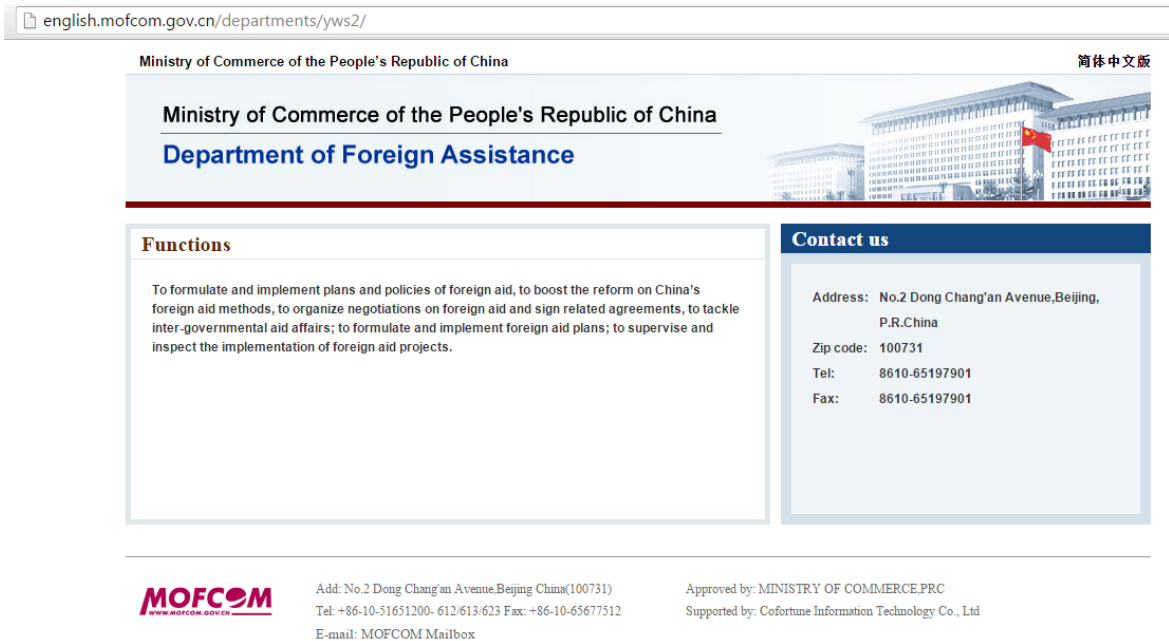 english.mofcom.gov.cn/departments/yws2/
Ministry of Commerce of the People's Republic of China
简体中文版
Ministry of Commerce of the People's Republic of China
Department of Foreign Assistance
Functions
To formulate and implement plans and policies of foreign aid, to boost the reform on China's
foreign aid methods, to organize negotiations on foreign aid and sign related agreements, to tackle
inter-governmental aid affairs; to formulate and implement foreign aid plans; to supervise and
inspect the implementation of foreign aid projects.
Contact us
Address: No.2 Dong Chang'an Avenue,Beijing,
P.R.China
Zip code: 100731
Tel: 8610-65197901
Fax: 8610-65197901
MOFCOM
WWW.MOFCOM.GOV.CN
Add: No.2 Dong Chang'an Avenue,Beijing China(100731)
Tel: +86-10-51651200- 612/613/623 Fax: +86-10-65677512
E-mail: MOFCOM Mailbox
Approved by: MINISTRY OF COMMERCE,PRC
Supported by: Cofortune Information Technology Co., Ltd